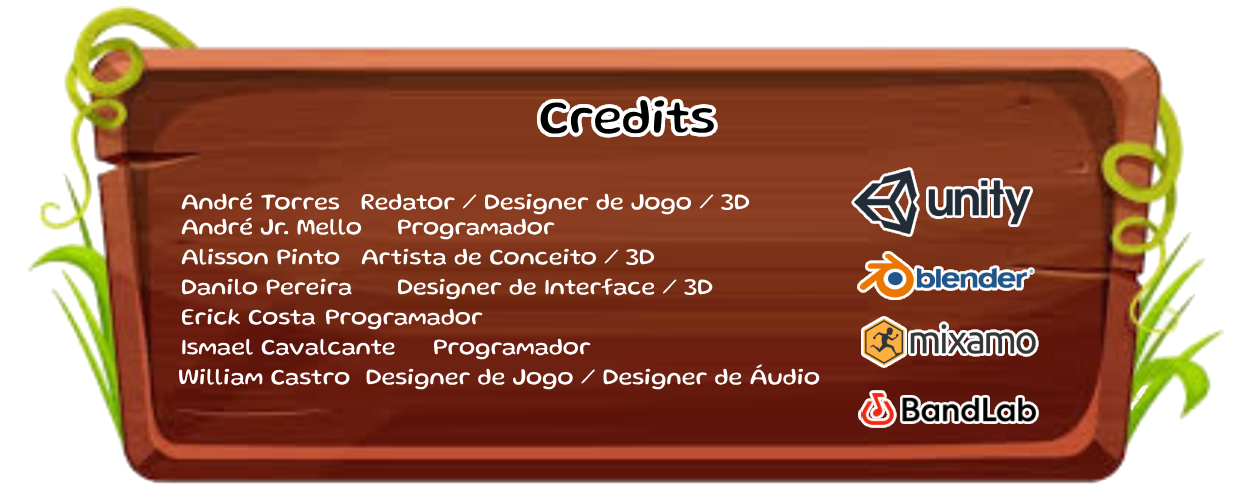 Credits
André Torres Redator / Designer de Jogo / 3D
André Jr. Mello Programador
Alisson Pinto Artista de Conceito / 3D
Danilo Pereira Designer de Interface / 3D
Erick Costa Programador
Ismael Cavalcante Programador
William Castro Designer de Jogo / Designer de Áudio
unity
blender
mixamo
BandLab